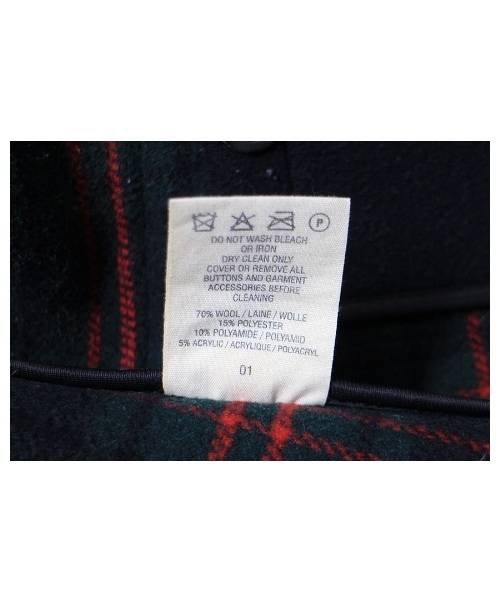 P
DO NOT WASH BLEACH
OR IRON
DRY CLEAN ONLY
COVER OR REMOVE ALL
BUTTONS AND GARMENT
ACCESSORIES BEFORE
CLEANING
70% WOOL / LAINE / WOLLE
15% POLYESTER
10% POLYAMIDE / POLYAMID
5% ACRYLIC / ACRYLIQUE / POLYACRYL
01